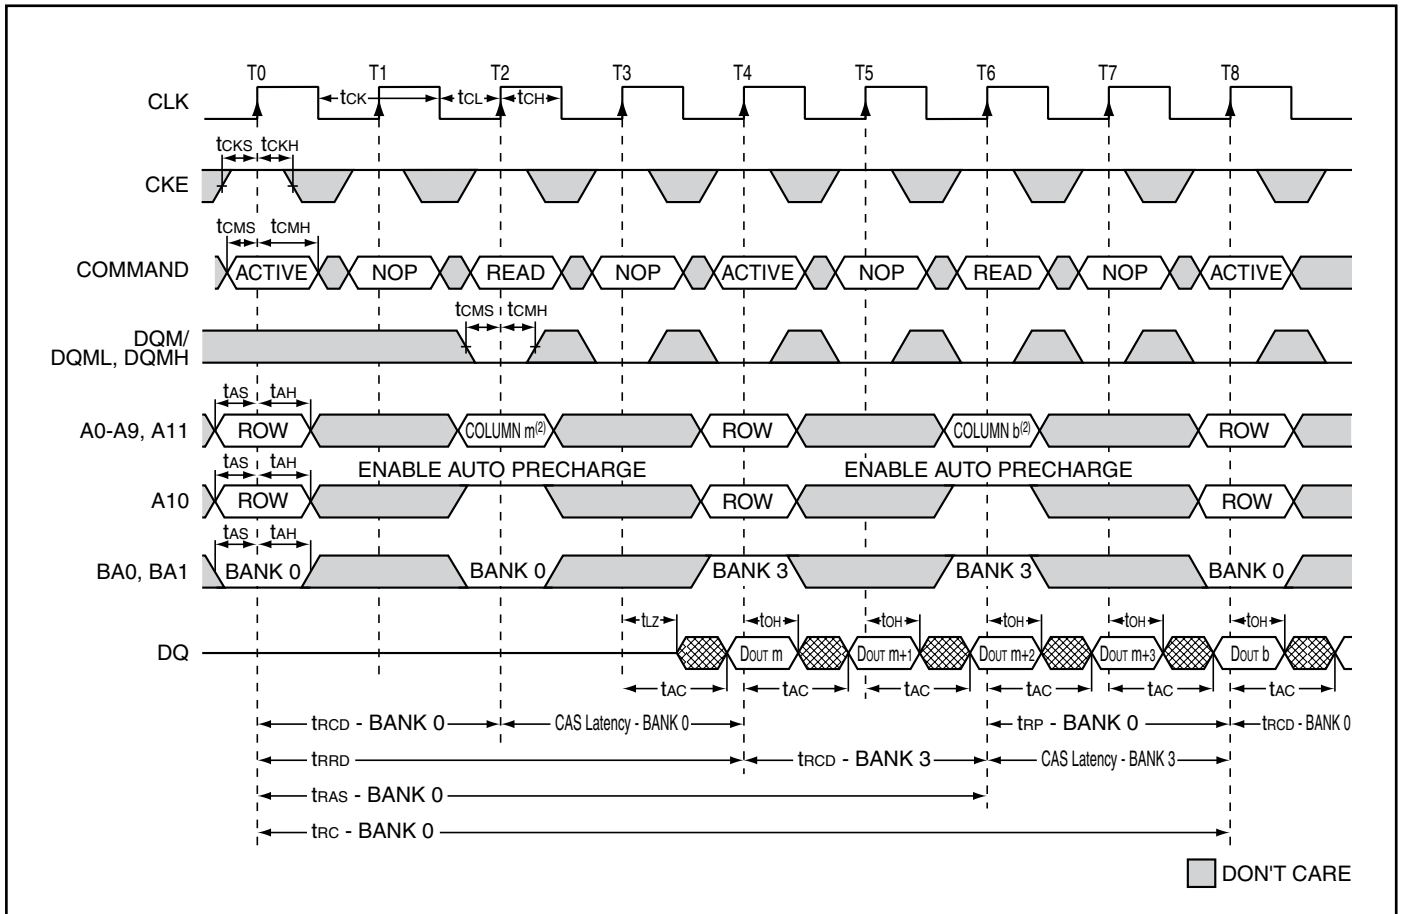 T0 T1 T2 T3 T4 T5 T6 T7 T8
CLK
tCK tCL tCH
tCKS tCKH
CKE
tCMS tCMH
COMMAND ACTIVE NOP READ NOP ACTIVE NOP READ NOP ACTIVE
tCMS tCMH
DQM/
DQML, DQMH
tAS tAH
A0-A9, A11 ROW COLUMN m(2) ROW COLUMN b(2) ROW
tAS tAH ENABLE AUTO PRECHARGE ENABLE AUTO PRECHARGE
A10 ROW ROW ROW
tAS tAH
BA0, BA1 BANK 0 BANK 0 BANK 3 BANK 3 BANK 0
tLZ tOH tOH tOH tOH tOH
DQ DOUT m DOUT m+1 DOUT m+2 DOUT m+3 DOUT b
tAC tAC tAC tAC tAC tAC
tRCD - BANK 0 CAS Latency - BANK 0 tRP - BANK 0 tRCD - BANK 0
tRRD tRCD - BANK 3 CAS Latency - BANK 3
tRAS - BANK 0
tRC - BANK 0
DON'T CARE